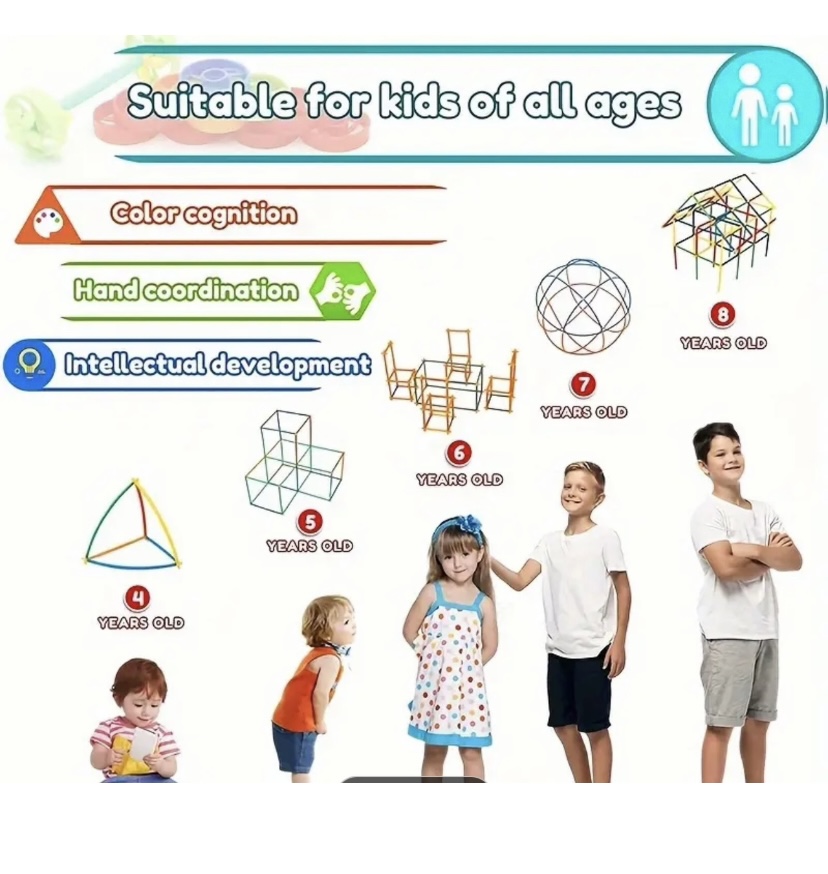 Suitable for kids of all ages
Color cognition
Hand coordination
Intellectual development
8
YEARS OLD
7
YEARS OLD
6
YEARS OLD
5
YEARS OLD
4
YEARS OLD